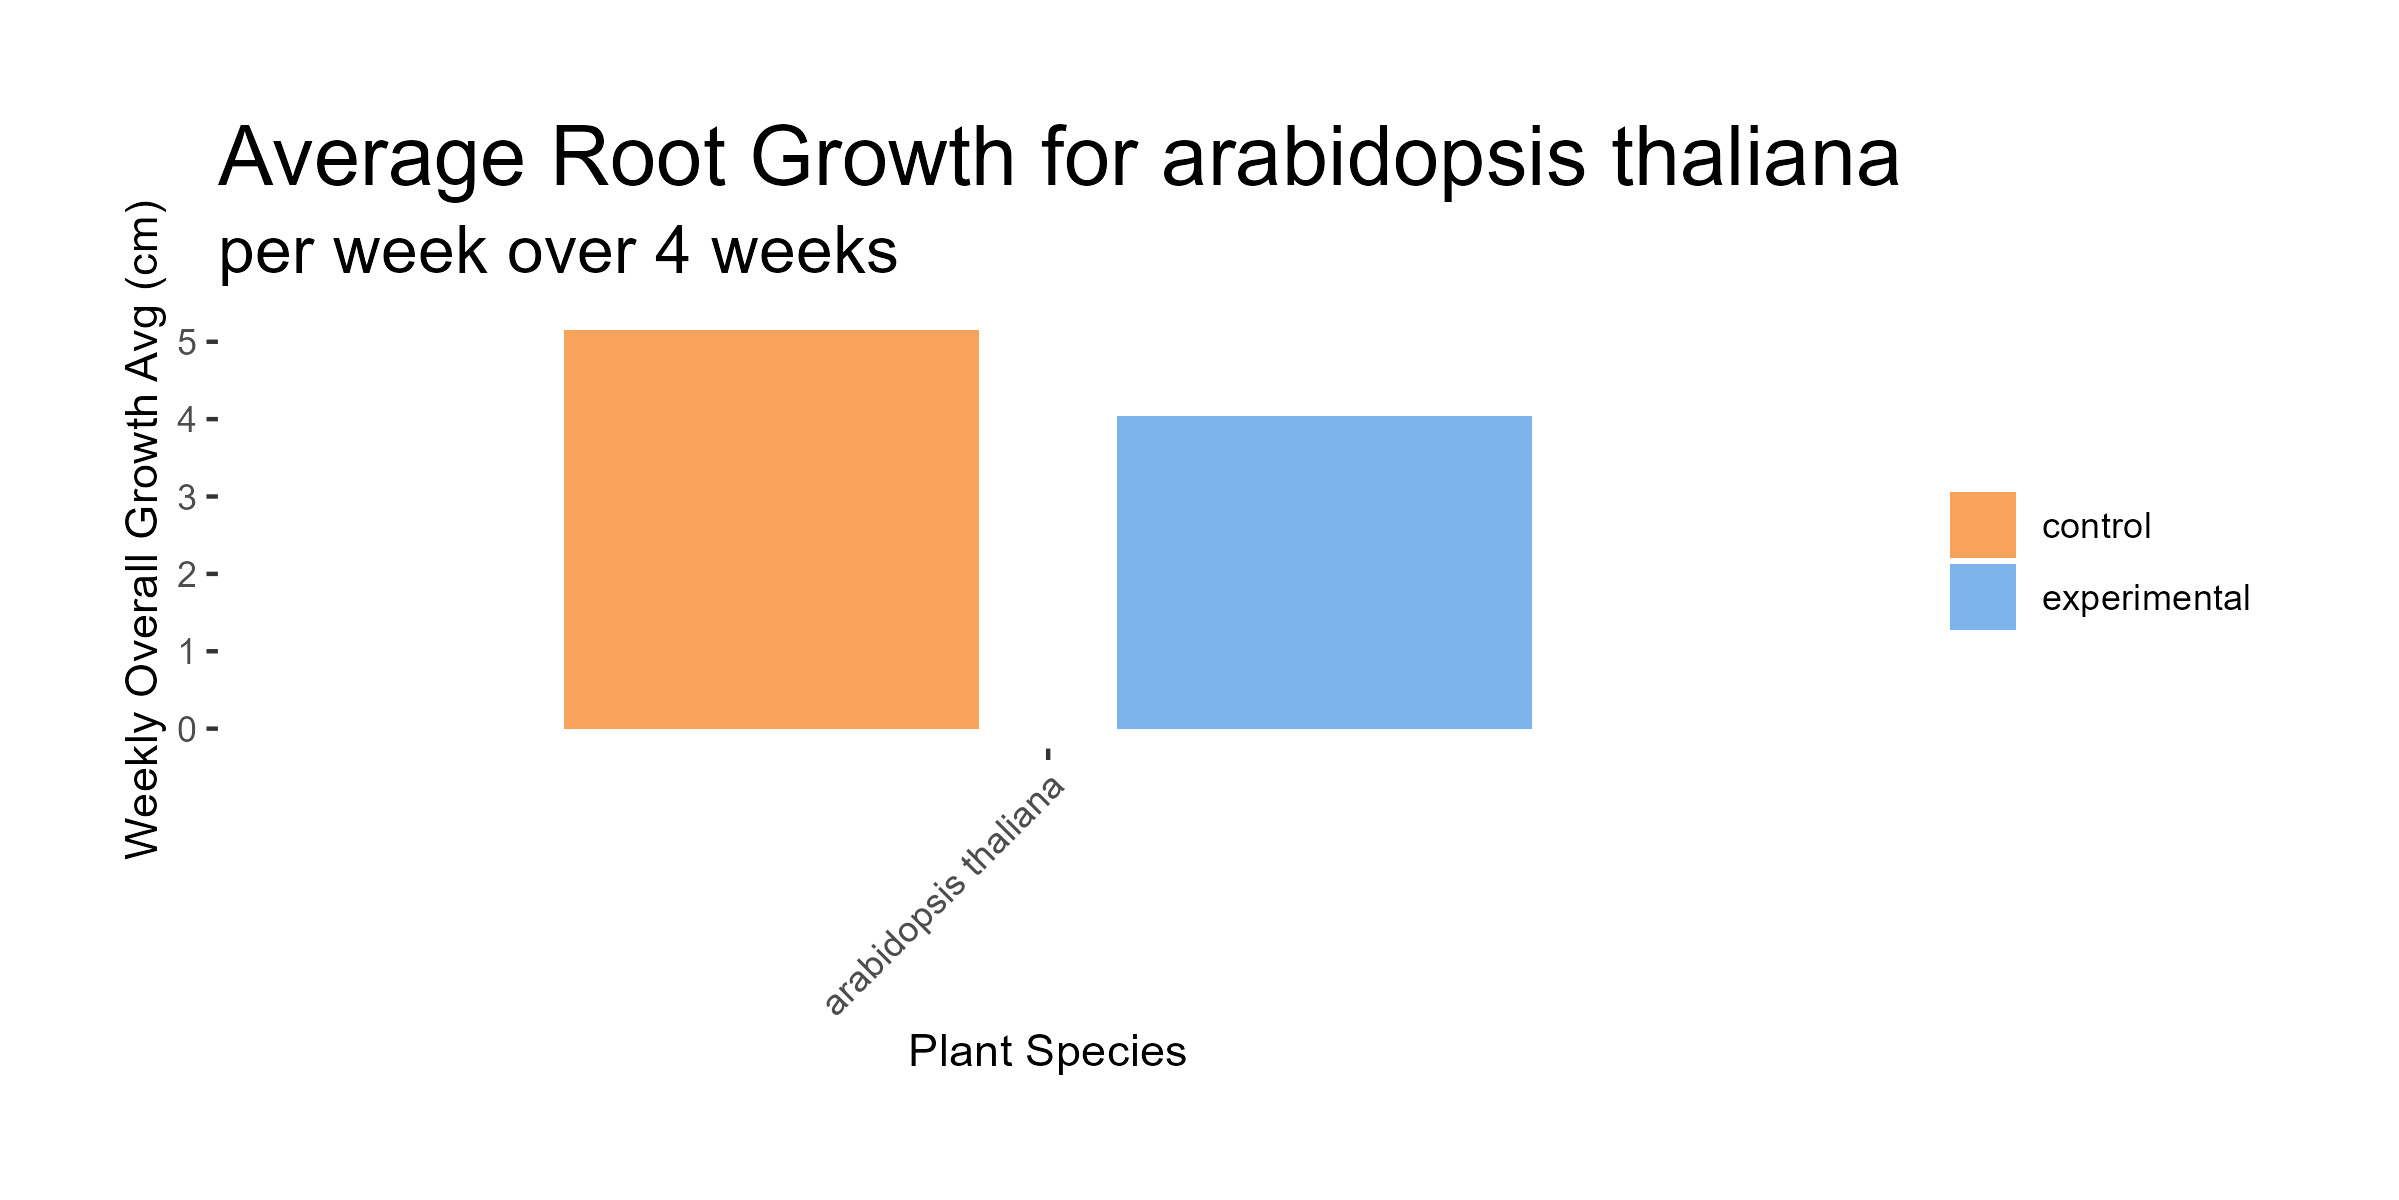 Average Root Growth for arabidopsis thaliana
per week over 4 weeks
Weekly Overall Growth Avg (cm)
5
4
3
2
1
0
control
experimental
arabidopsis thaliana
Plant Species